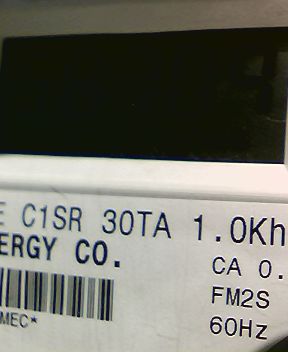 E C1SR 30TA 1.0Kh
ERGY CO.
CA 0.
FM2S
MEC*
60Hz